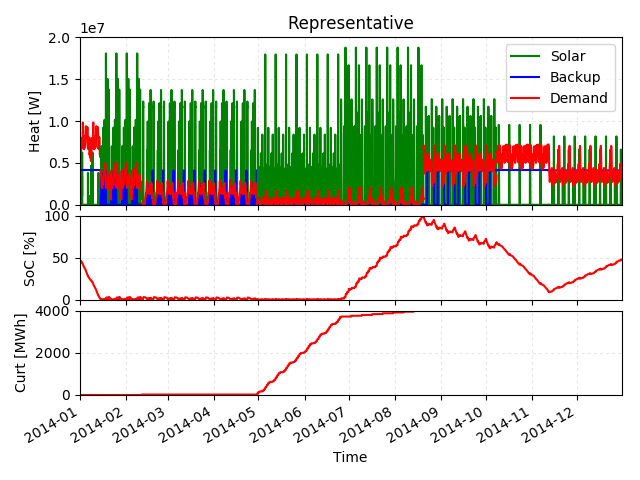 Representative
1e7
2.0
1.5
1.0
0.5
0.0
Heat [W]
Solar
Backup
Demand
100
50
0
SoC [%]
4000
2000
0
Curt [MWh]
2014-01
2014-02
2014-03
2014-04
2014-05
2014-06
2014-07
2014-08
2014-09
2014-10
2014-11
2014-12
Time